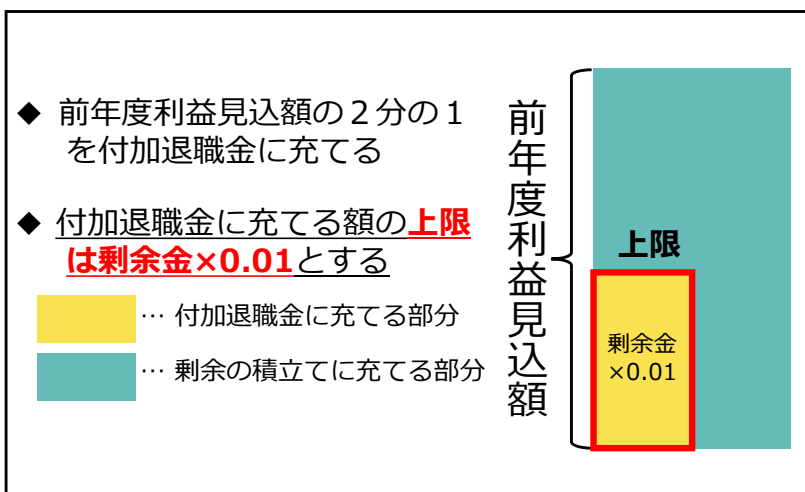 ◆ 前年度利益見込額の２分の１
を付加退職金に充てる
◆ 付加退職金に充てる額の上限
は剰余金×0.01とする
… 付加退職金に充てる部分
… 剰余の積立てに充てる部分
前年度利益見込額
上限
剰余金
×0.01